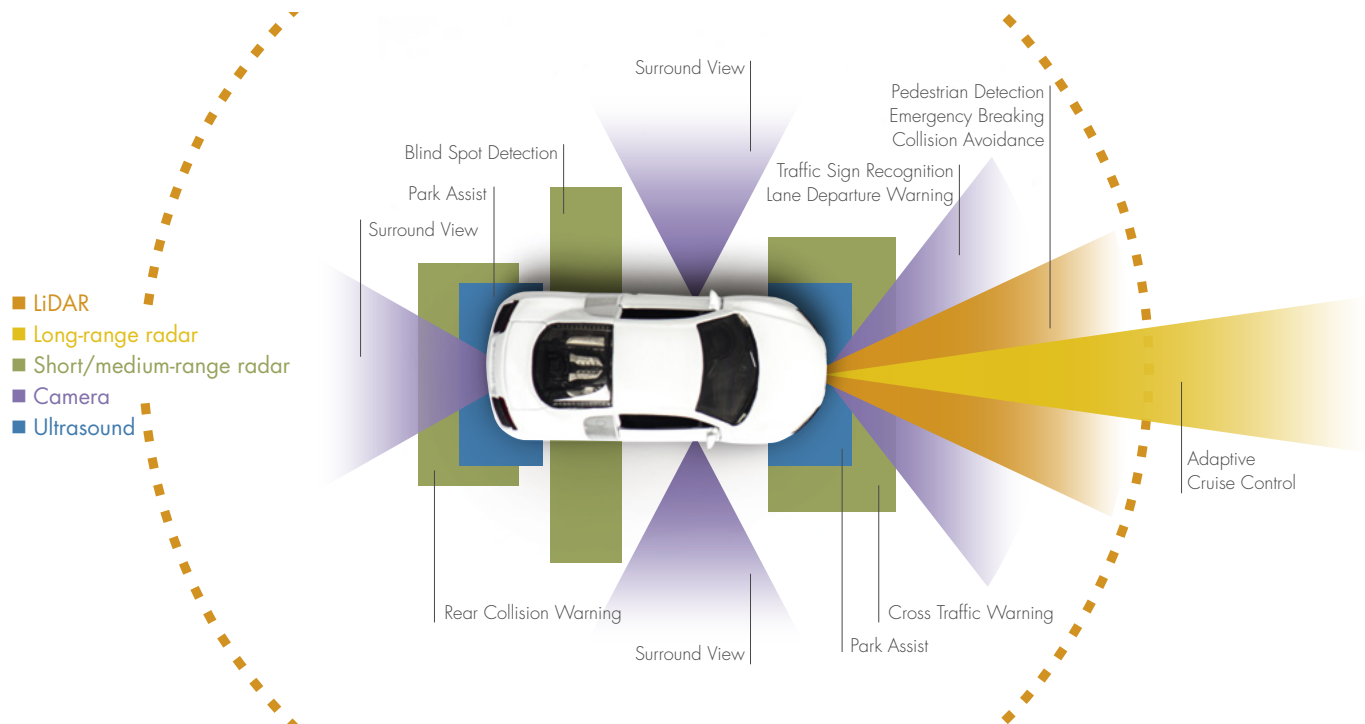 Surround View
Pedestrian Detection
Emergency Breaking
Collision Avoidance
Blind Spot Detection
Traffic Sign Recognition
Lane Departure Warning
Park Assist
Surround View
LiDAR
Long-range radar
Short/medium-range radar
Camera
Ultrasound
Adaptive
Cruise Control
Rear Collision Warning
Cross Traffic Warning
Park Assist
Surround View